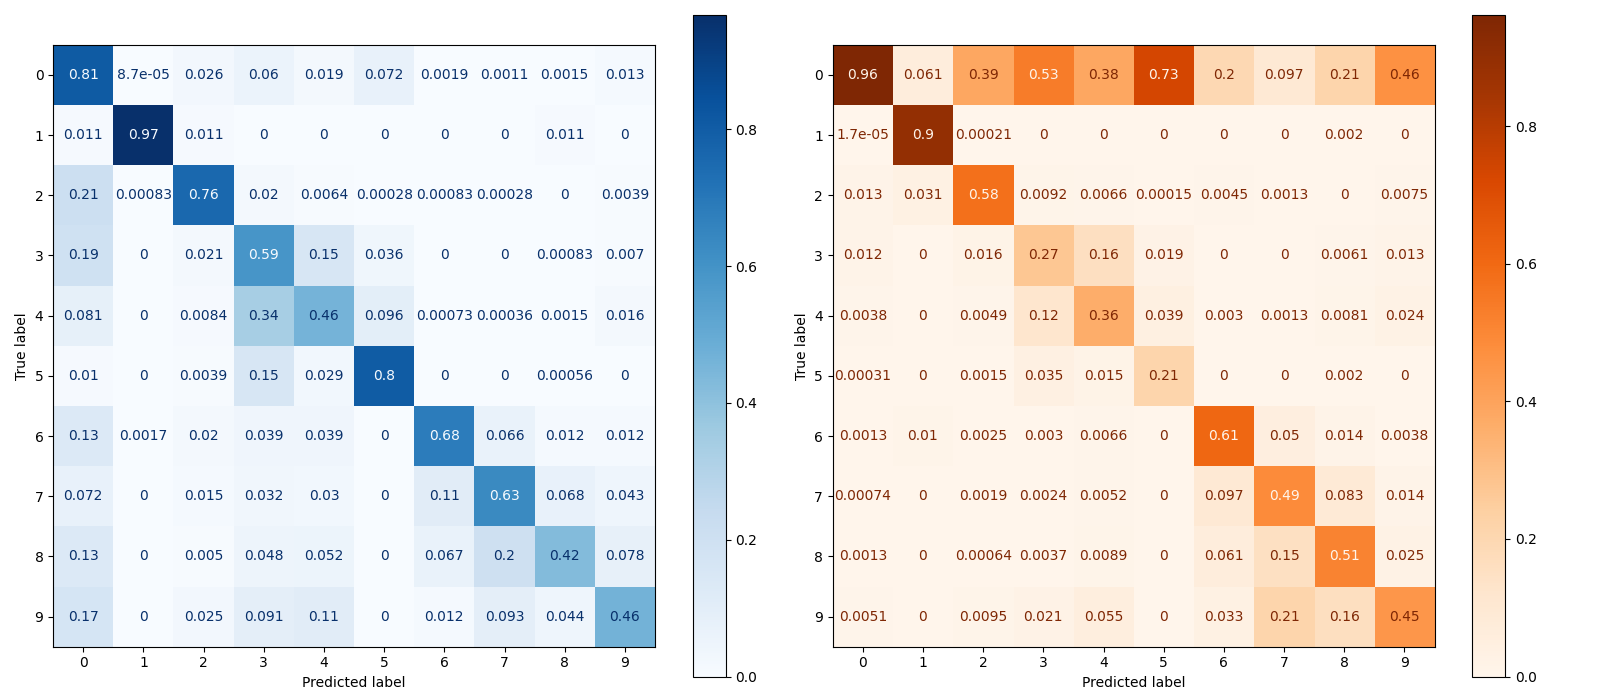 0 0.81 8.7e-05 0.026 0.06 0.019 0.072 0.0019 0.0011 0.0015 0.013
1 0.011 0.97 0.011 0 0 0 0 0 0.011 0
2 0.21 0.00083 0.76 0.02 0.0064 0.00028 0.00083 0.00028 0 0.0039
3 0.19 0 0.021 0.59 0.15 0.036 0 0 0.00083 0.007
4 0.081 0 0.0084 0.34 0.46 0.096 0.00073 0.00036 0.0015 0.016
5 0.01 0 0.0039 0.15 0.029 0.8 0 0 0.00056 0
6 0.13 0.0017 0.02 0.039 0.039 0 0.68 0.066 0.012 0.012
7 0.072 0 0.015 0.032 0.03 0 0.11 0.63 0.068 0.043
8 0.13 0 0.005 0.048 0.052 0 0.067 0.2 0.42 0.078
9 0.17 0 0.025 0.091 0.11 0 0.012 0.093 0.044 0.46
0 1 2 3 4 5 6 7 8 9
Predicted label
True label
0.8
0.6
0.4
0.2
0.0
0 0.96 0.061 0.39 0.53 0.38 0.73 0.2 0.097 0.21 0.46
1 1.7e-05 0.9 0.00021 0 0 0 0 0 0.002 0
2 0.013 0.031 0.58 0.0092 0.0066 0.00015 0.0045 0.0013 0 0.0075
3 0.012 0 0.016 0.27 0.16 0.019 0 0 0.0061 0.013
4 0.0038 0 0.0049 0.12 0.36 0.039 0.003 0.0013 0.0081 0.024
5 0.00031 0 0.0015 0.035 0.015 0.21 0 0 0.002 0
6 0.0013 0.01 0.0025 0.003 0.0066 0 0.61 0.05 0.014 0.0038
7 0.00074 0 0.0019 0.0024 0.0052 0 0.097 0.49 0.083 0.014
8 0.0013 0 0.00064 0.0037 0.0089 0 0.061 0.15 0.51 0.025
9 0.0051 0 0.0095 0.021 0.055 0 0.033 0.21 0.16 0.45
0 1 2 3 4 5 6 7 8 9
Predicted label
True label
0.8
0.6
0.4
0.2
0.0